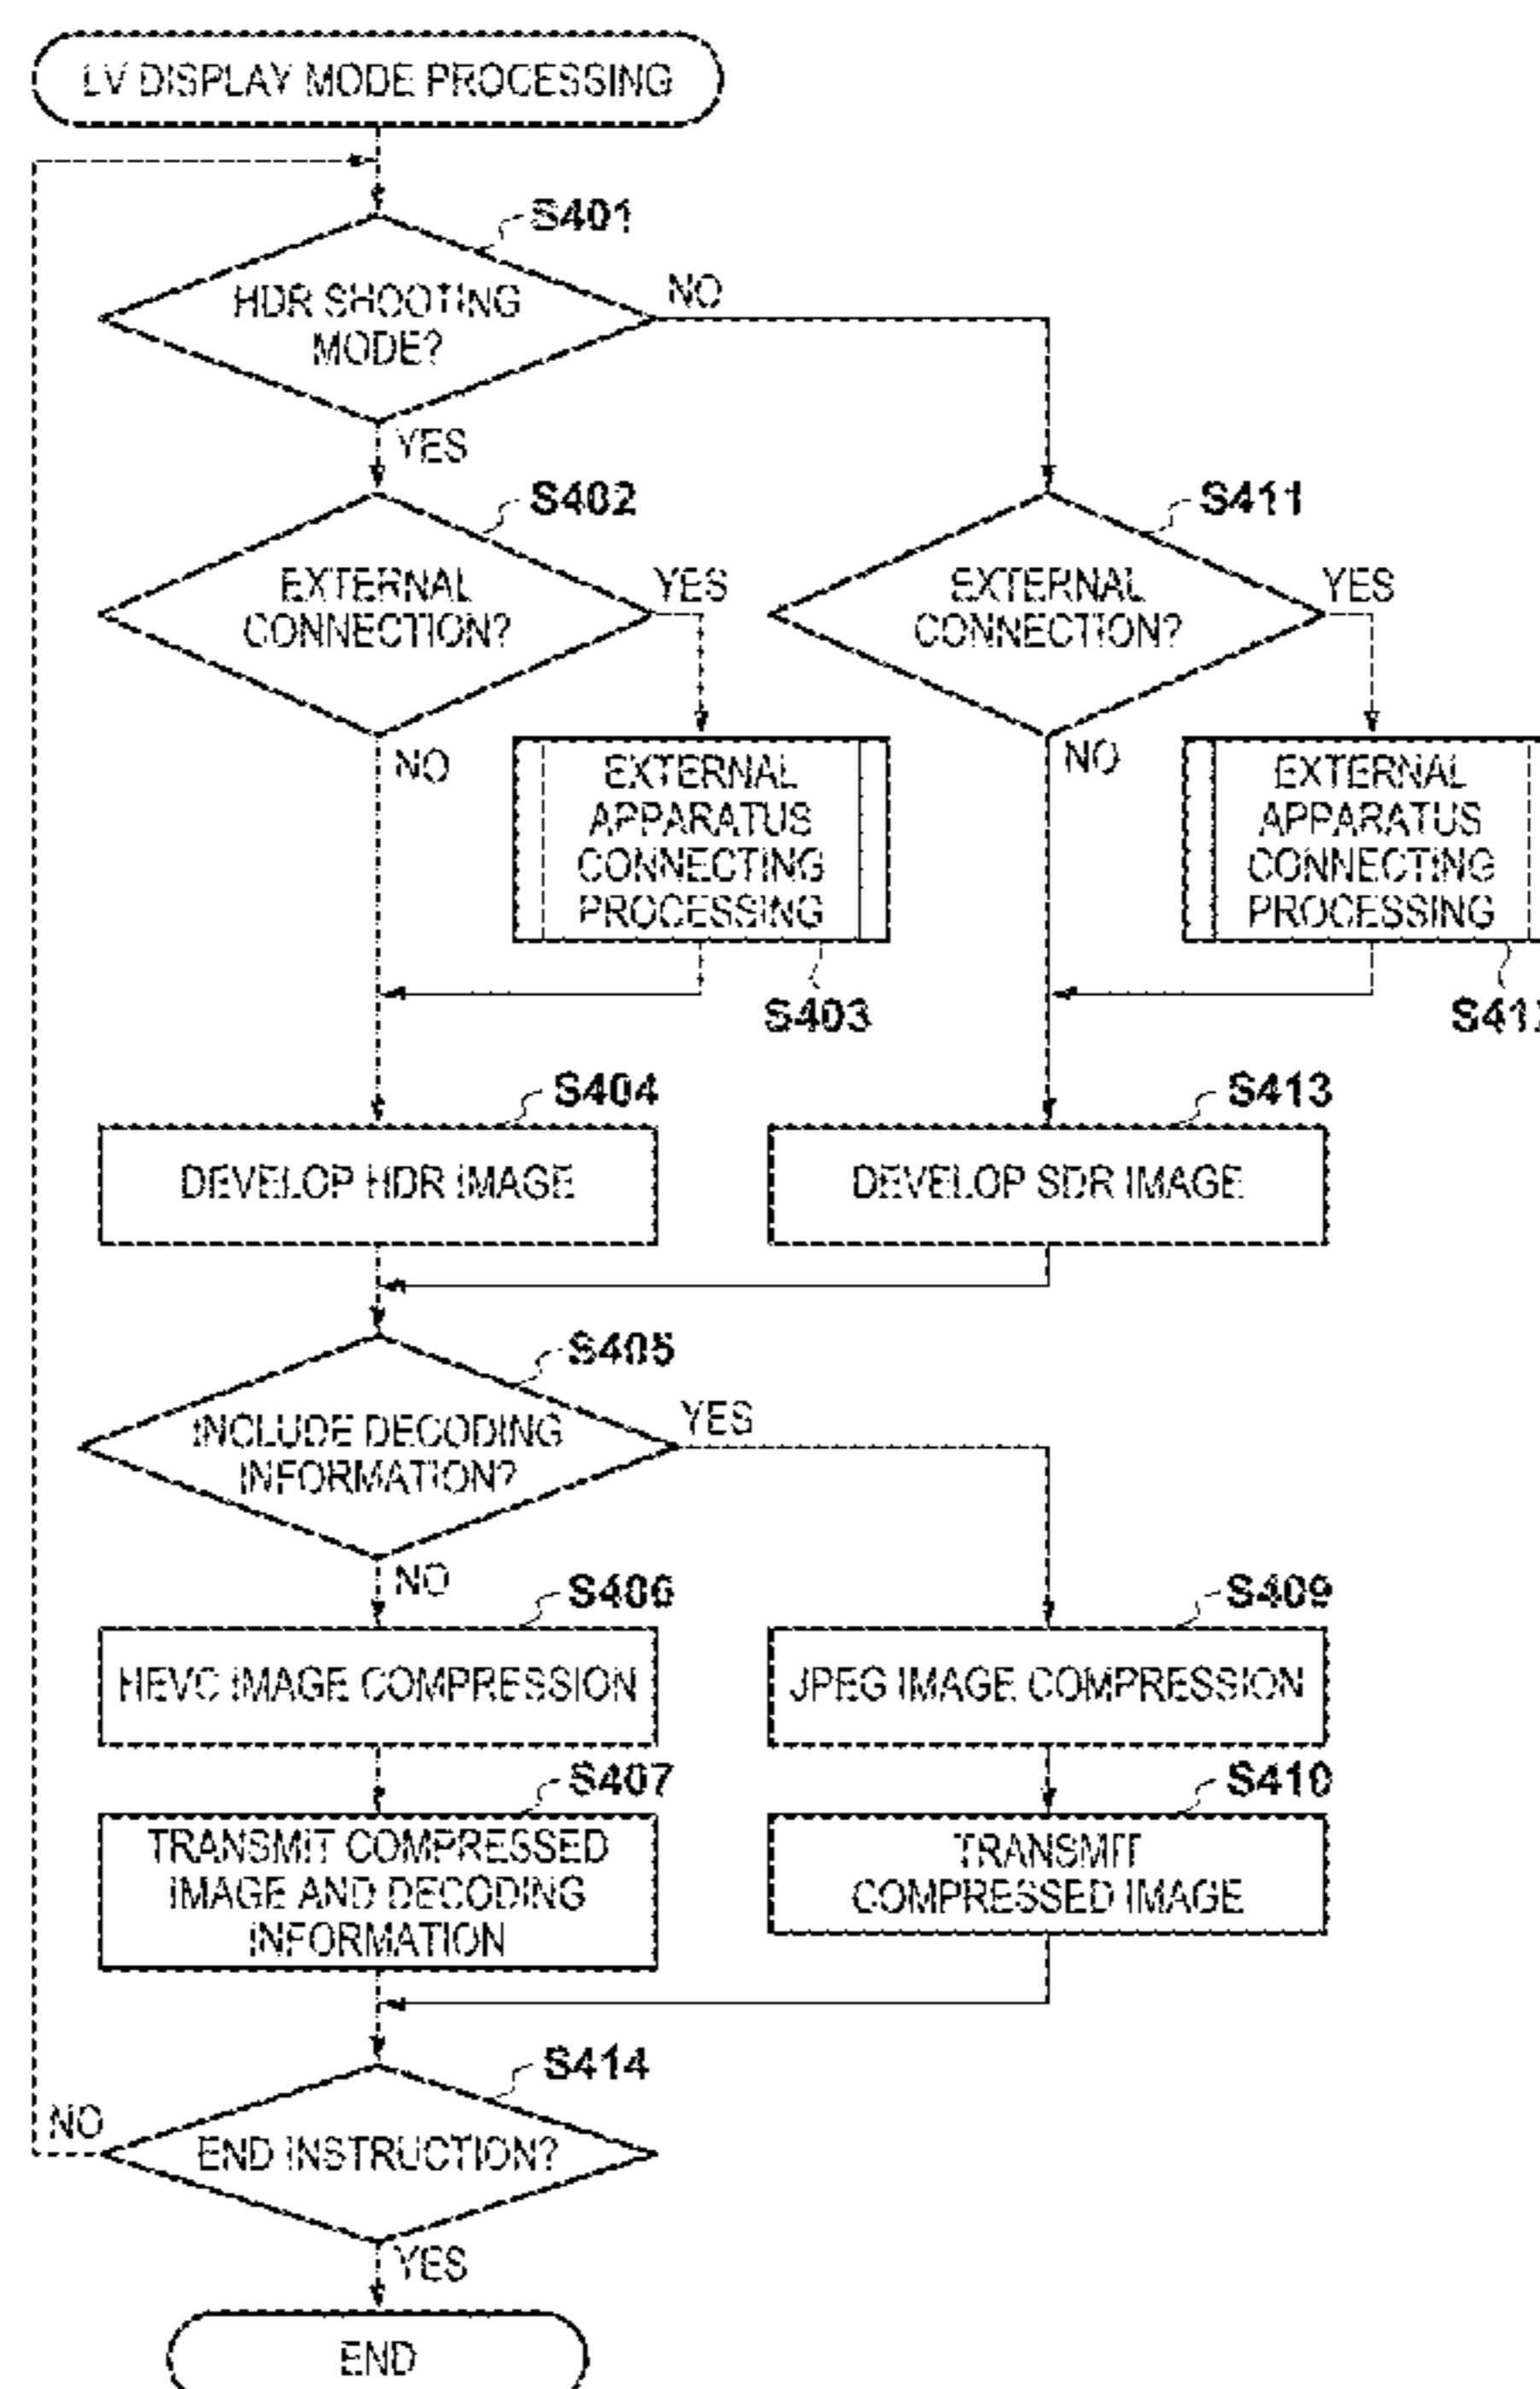 LV DISPLAY MODE PROCESSING
S401
HDR SHOOTING
MODE?
NO
YES
S402
EXTERNAL
CONNECTION?
YES
NO
EXTERNAL
APPARATUS
CONNECTING
PROCESSING
S403
S411
EXTERNAL
CONNECTION?
YES
NO
EXTERNAL
APPARATUS
CONNECTING
PROCESSING
S404
DEVELOP HDR IMAGE
S413
DEVELOP SDR IMAGE
S405
INCLUDE DECODING
INFORMATION?
YES
NO
S406
HEVC IMAGE COMPRESSION
S409
JPEG IMAGE COMPRESSION
S407
TRANSMIT COMPRESSED
IMAGE AND DECODING
INFORMATION
S410
TRANSMIT
COMPRESSED IMAGE
S414
END INSTRUCTION?
NO
YES
END